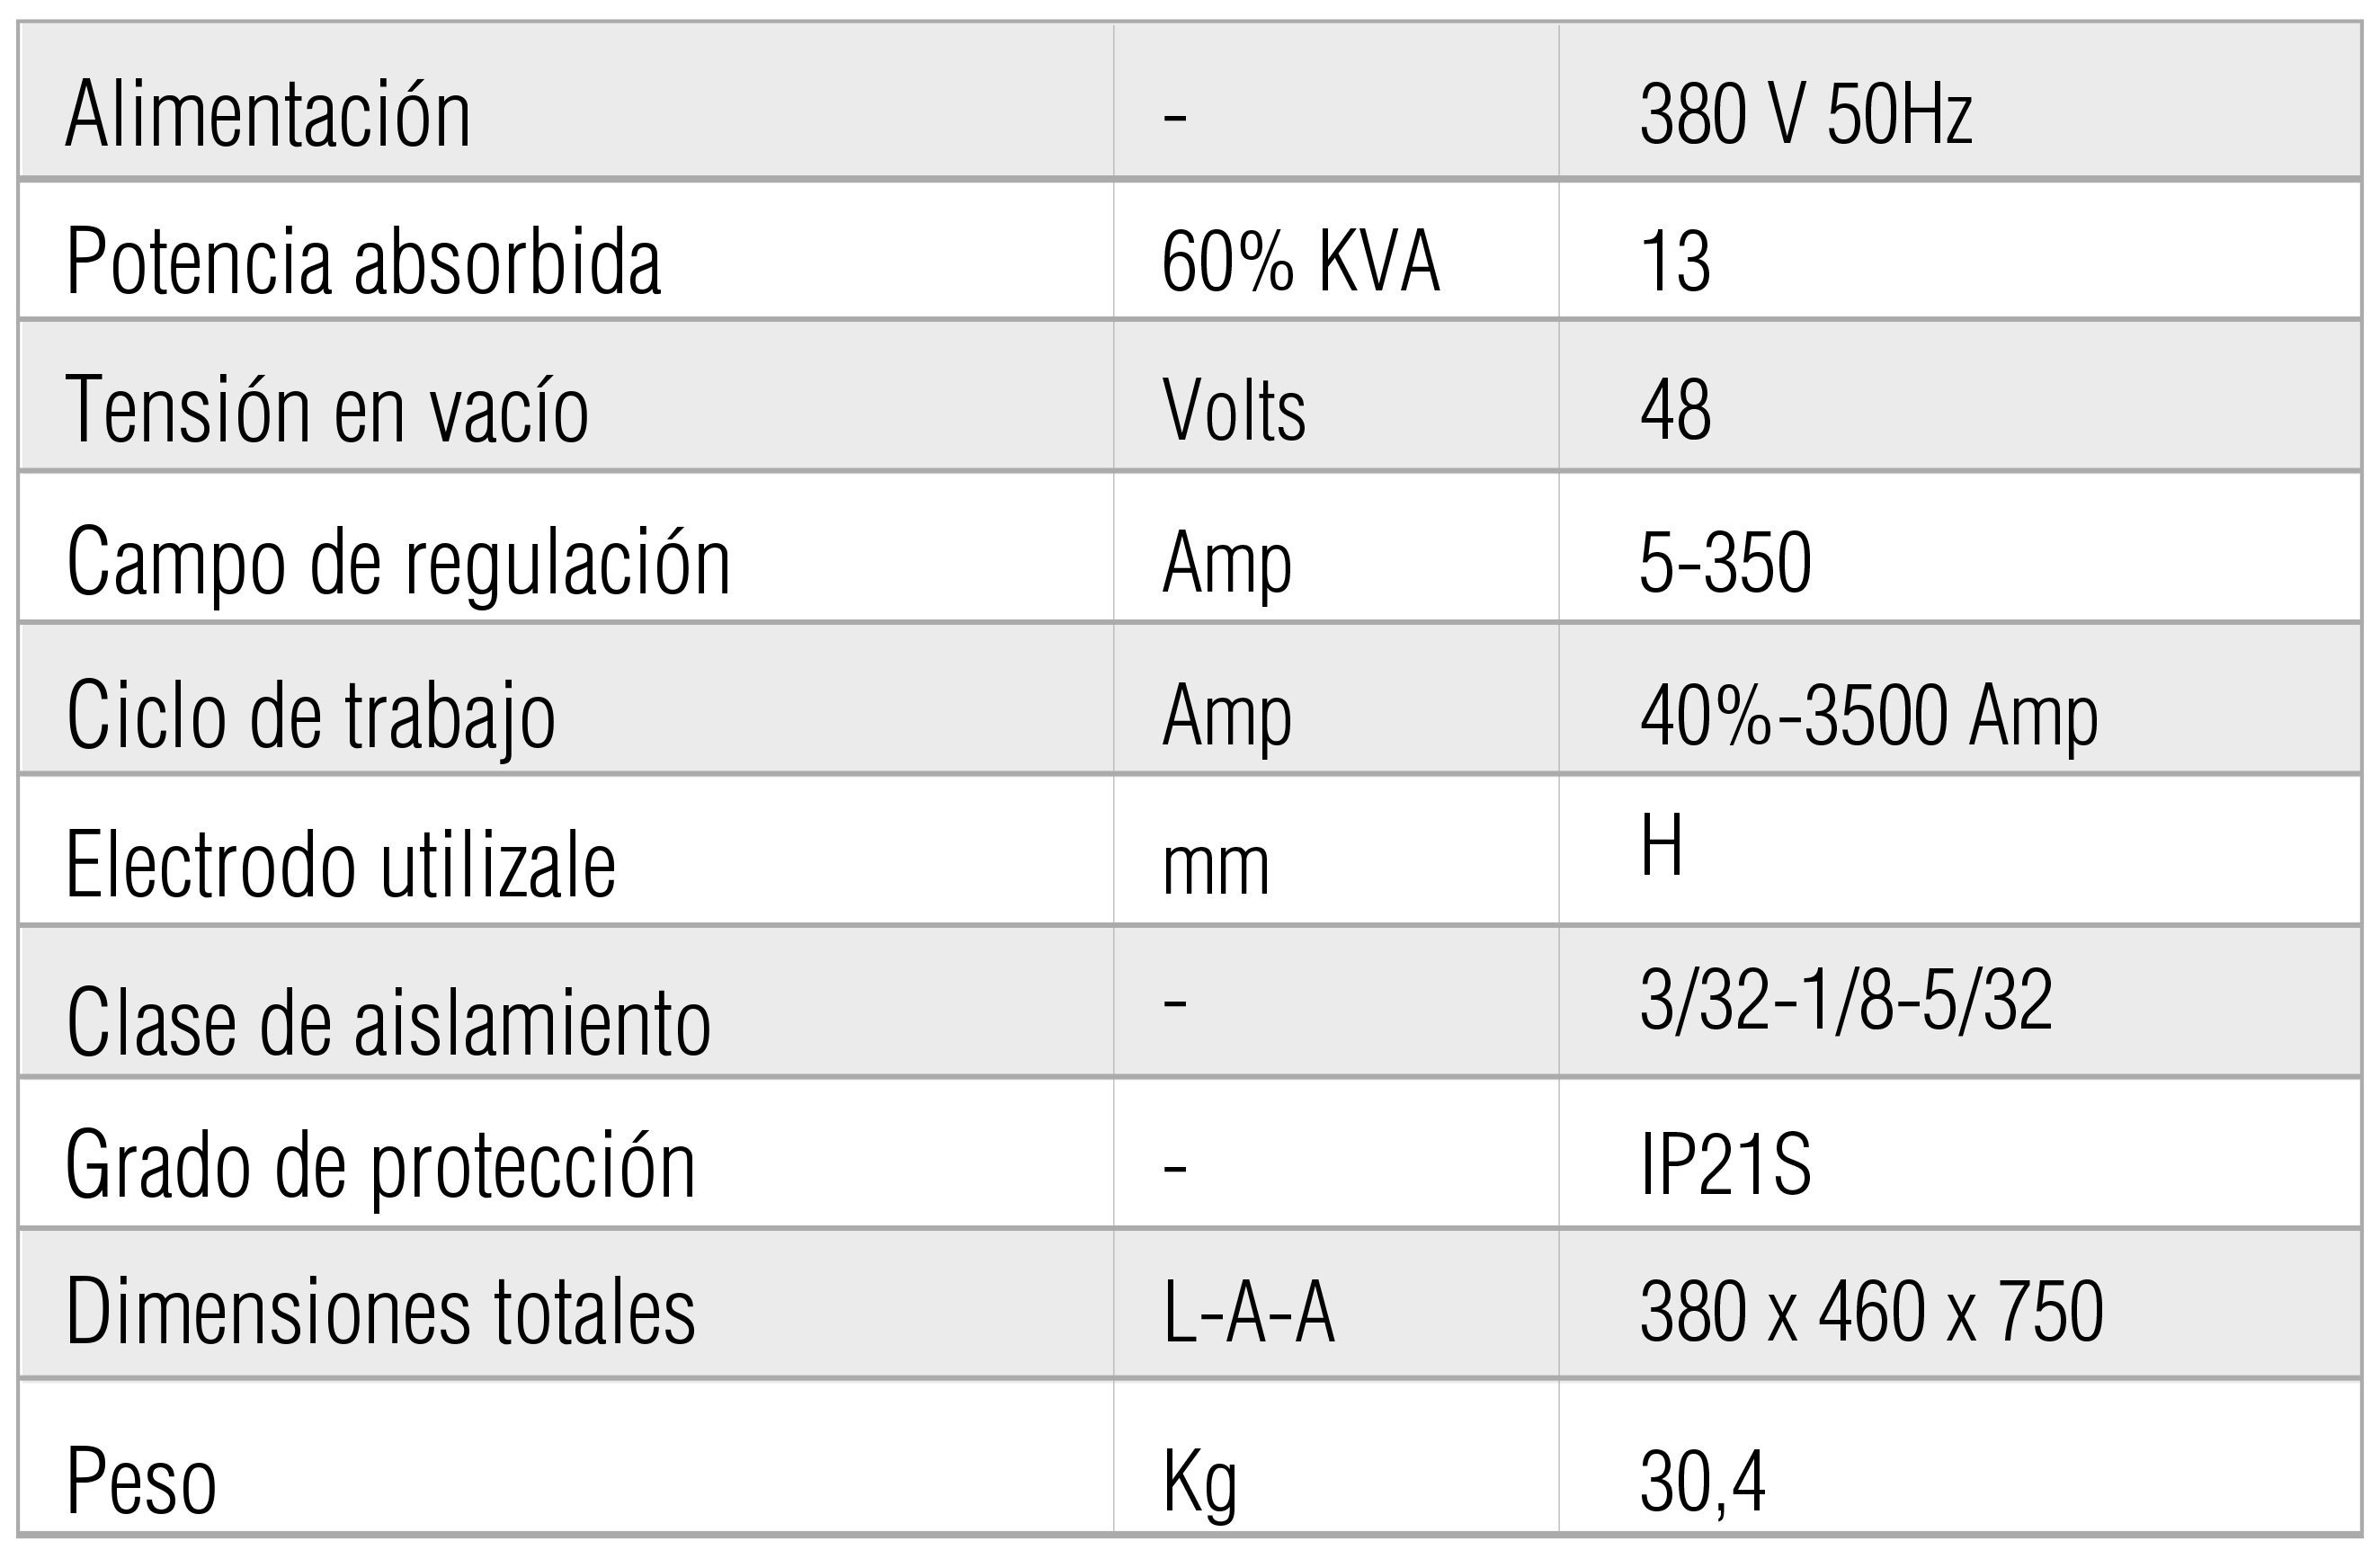 Alimentación - 380 V 50Hz
Potencia absorbida 60% KVA 13
Tensión en vacío Volts 48
Campo de regulación Amp 5-350
Ciclo de trabajo Amp 40%-3500 Amp
Electrodo utilizale mm H
Clase de aislamiento - 3/32-1/8-5/32
Grado de protección - IP21S
Dimensiones totales L-A-A 380 x 460 x 750
Peso Kg 30,4